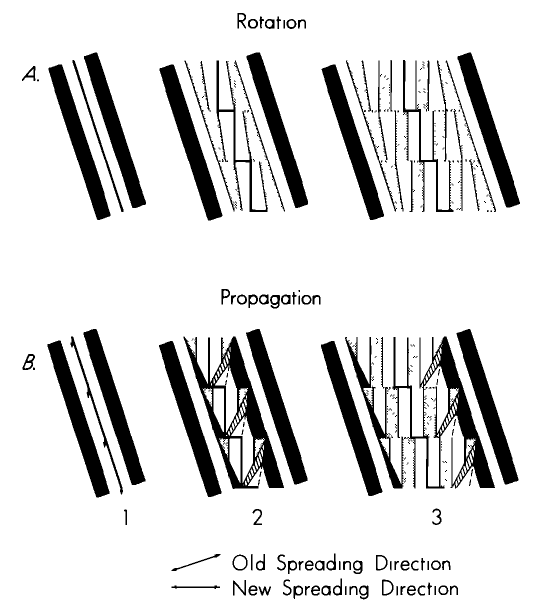 Rotation
A.
Propagation
B.
1 2 3
Old Spreading Direction
New Spreading Direction